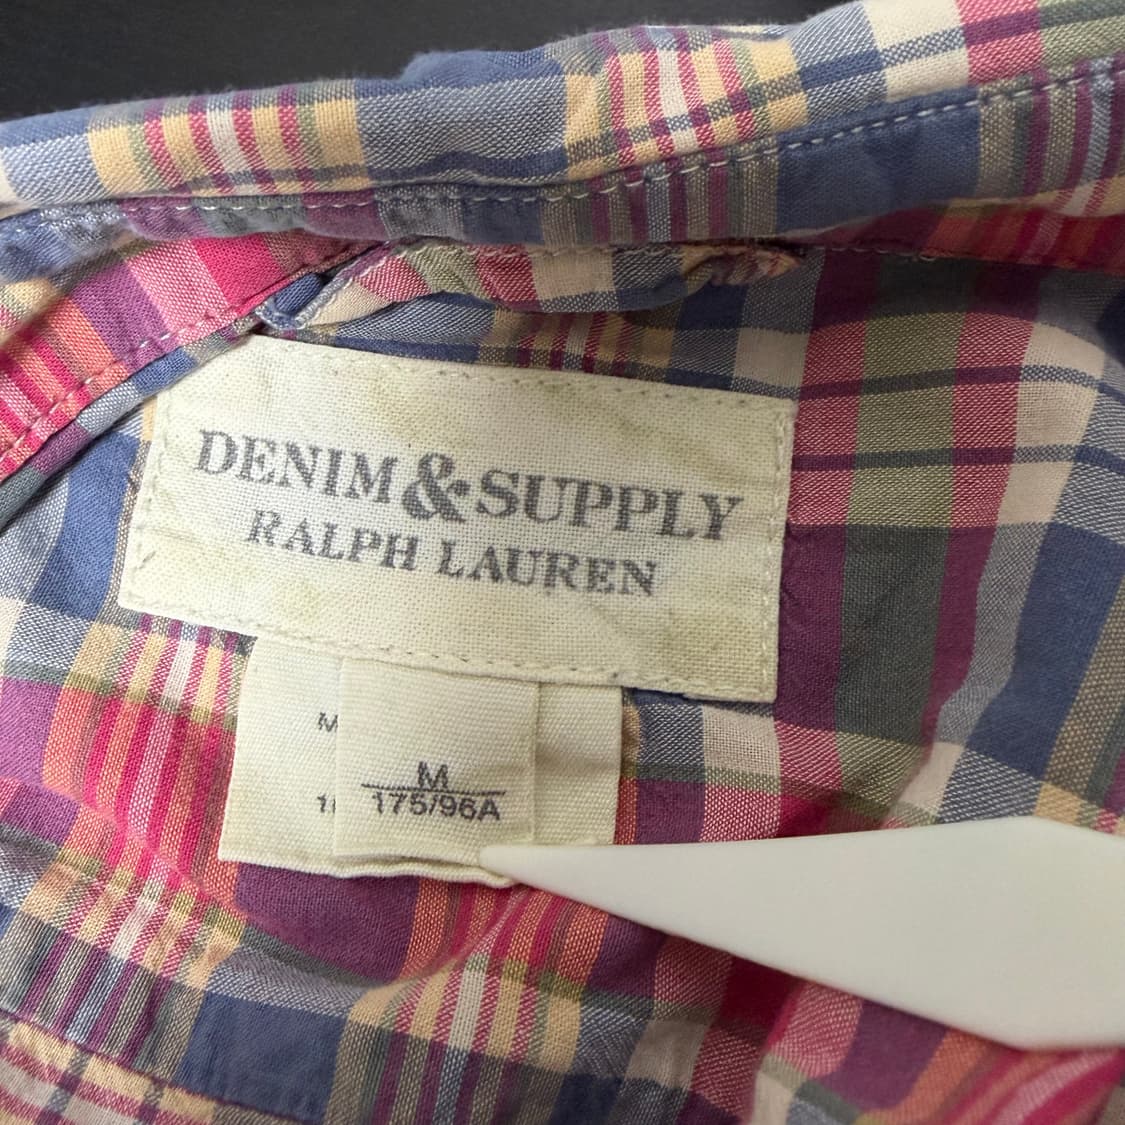 DENIM&SUPPLY
RALPH LAUREN
M
M
175/96A